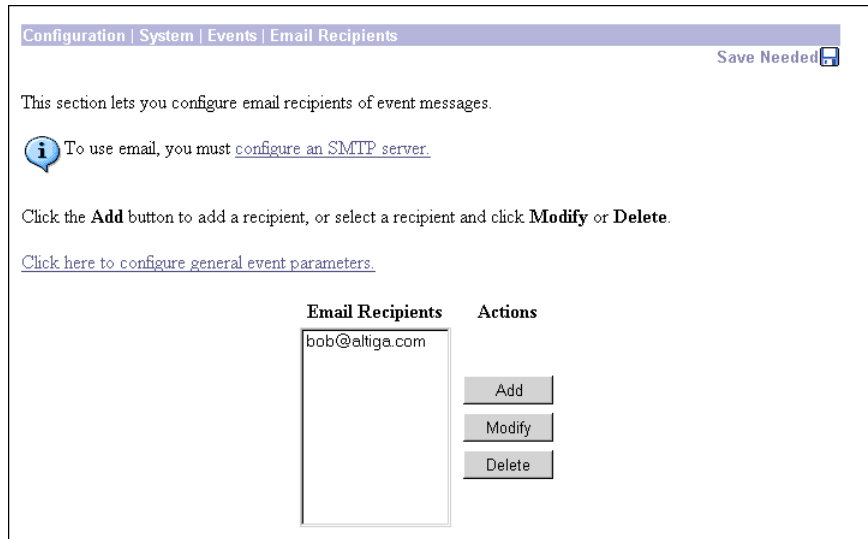 Configuration | System | Events | Email Recipients
Save Needed
This section lets you configure email recipients of event messages.
To use email, you must configure an SMTP server.
Click the Add button to add a recipient, or select a recipient and click Modify or Delete.
Click here to configure general event parameters.
Email Recipients Actions
bob@altiga.com
Add
Modify
Delete